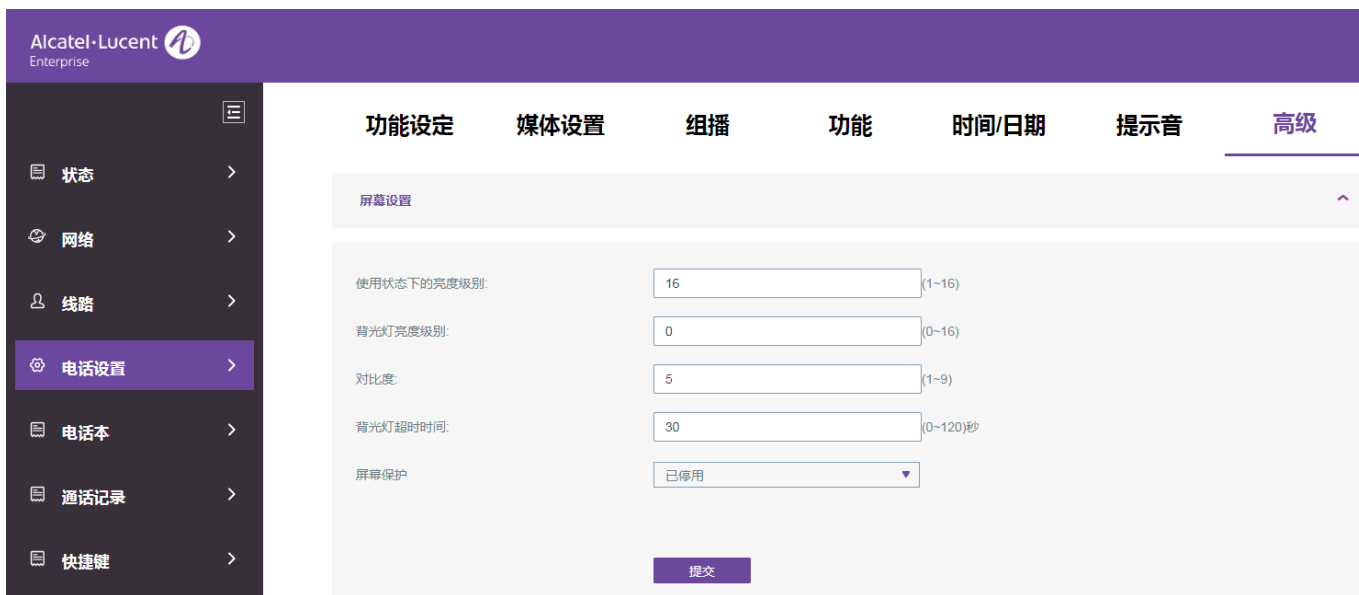 Alcatel·Lucent
Enterprise
功能设定 媒体设置 组播 功能 时间/日期 提示音 高级
状态
网络
线路
电话设置
电话本
通话记录
快捷键
屏幕设置
使用状态下的亮度级别: 16 (1~16)
背光灯亮度级别: 0 (0~16)
对比度: 5 (1~9)
背光灯超时时间: 30 (0~120)秒
屏幕保护 已停用
提交